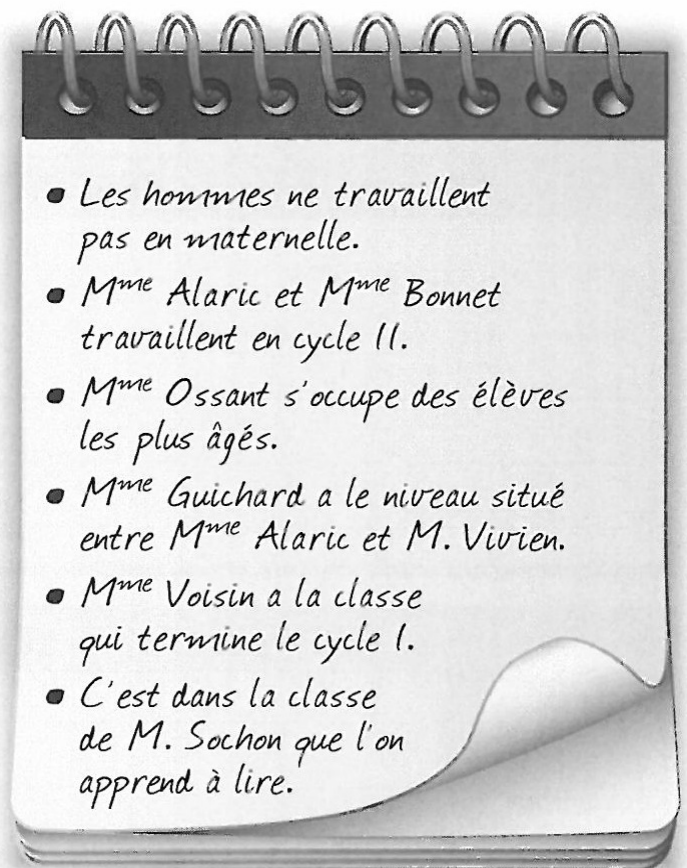 • Les hommes ne travaillent
pas en maternelle.
• Mme Alaric et Mme Bonnet
travaillent en cycle II.
• Mme Ossant s'occupe des élèves
les plus âgés.
• Mme Guichard a le niveau situé
entre Mme Alaric et M. Vivien.
• Mme Voisin a la classe
qui termine le cycle I.
• C'est dans la classe
de M. Sochon que l'on
apprend à lire.